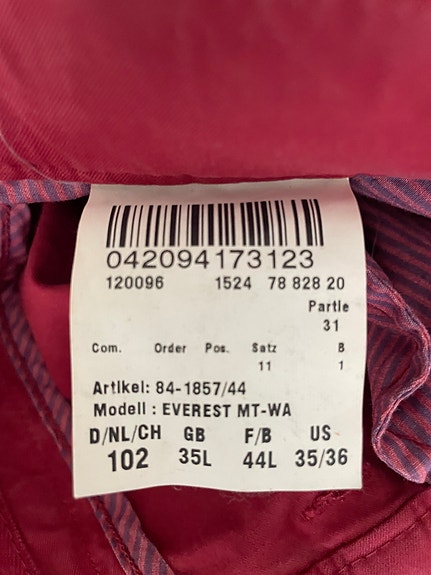 042094173123
120096 1524 78 828 20
Partie
31
Com. Order Pos. Satz B
11 1
Artikel: 84-1857/44
Modell : EVEREST MT-WA
D/NL/CH GB F/B US
102 35L 44L 35/36